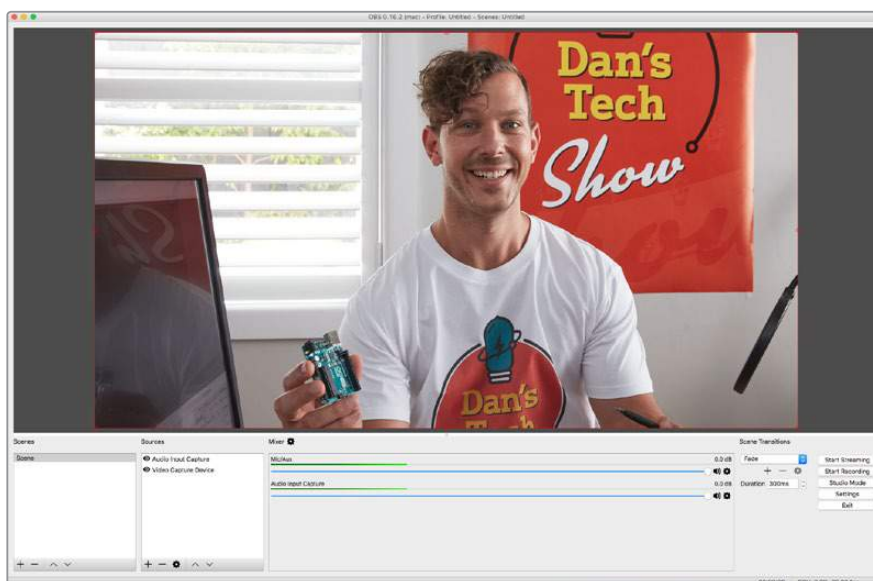 OBS 0.16.2 (mac) - Profile: Untitled - Scenes: Untitled
Dan's
Tech
Show
Dan's
Scenes
Sources
Mixer
Scene Transitions
Scene
Audio Input Capture
Video Capture Device
Mic/Aux
0.0 dB
Audio Input Capture
0.0 dB
Fade
Duration 300ms
Start Streaming
Start Recording
Studio Mode
Settings
Exit